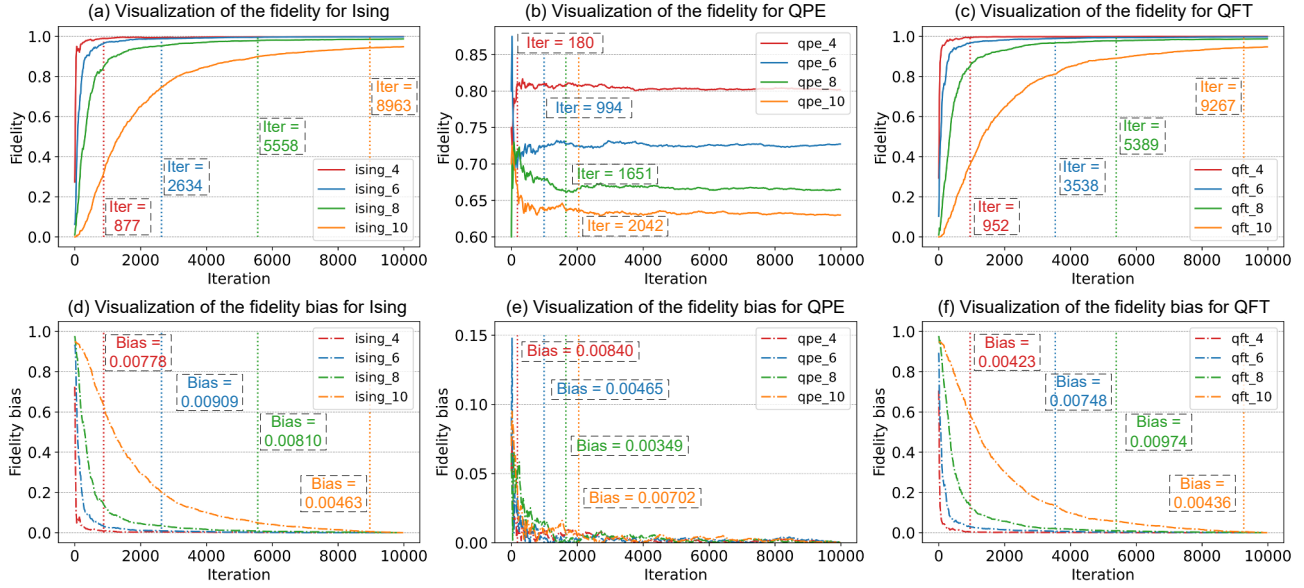 (a) Visualization of the fidelity for Ising
Fidelity
1.0
0.8
0.6
0.4
0.2
0.0
Iter =
877
Iter =
2634
Iter =
5558
Iter =
8963
ising_4
ising_6
ising_8
ising_10
0
2000
4000
6000
8000
10000
Iteration
(b) Visualization of the fidelity for QPE
Fidelity
0.85
0.80
0.75
0.70
0.65
0.60
Iter = 180
Iter = 994
Iter = 1651
Iter = 2042
qpe_4
qpe_6
qpe_8
qpe_10
0
2000
4000
6000
8000
10000
Iteration
(c) Visualization of the fidelity for QFT
Fidelity
1.0
0.8
0.6
0.4
0.2
0.0
Iter =
952
Iter =
3538
Iter =
5389
Iter =
9267
qft_4
qft_6
qft_8
qft_10
0
2000
4000
6000
8000
10000
Iteration
(d) Visualization of the fidelity bias for Ising
Fidelity bias
1.0
0.8
0.6
0.4
0.2
0.0
Bias =
0.00778
Bias =
0.00909
Bias =
0.00810
Bias =
0.00463
ising_4
ising_6
ising_8
ising_10
0
2000
4000
6000
8000
10000
Iteration
(e) Visualization of the fidelity bias for QPE
Fidelity bias
0.15
0.10
0.05
0.00
Bias = 0.00840
Bias = 0.00465
Bias = 0.00349
Bias = 0.00702
qpe_4
qpe_6
qpe_8
qpe_10
0
2000
4000
6000
8000
10000
Iteration
(f) Visualization of the fidelity bias for QFT
Fidelity bias
1.0
0.8
0.6
0.4
0.2
0.0
Bias =
0.00423
Bias =
0.00748
Bias =
0.00974
Bias =
0.00436
qft_4
qft_6
qft_8
qft_10
0
2000
4000
6000
8000
10000
Iteration